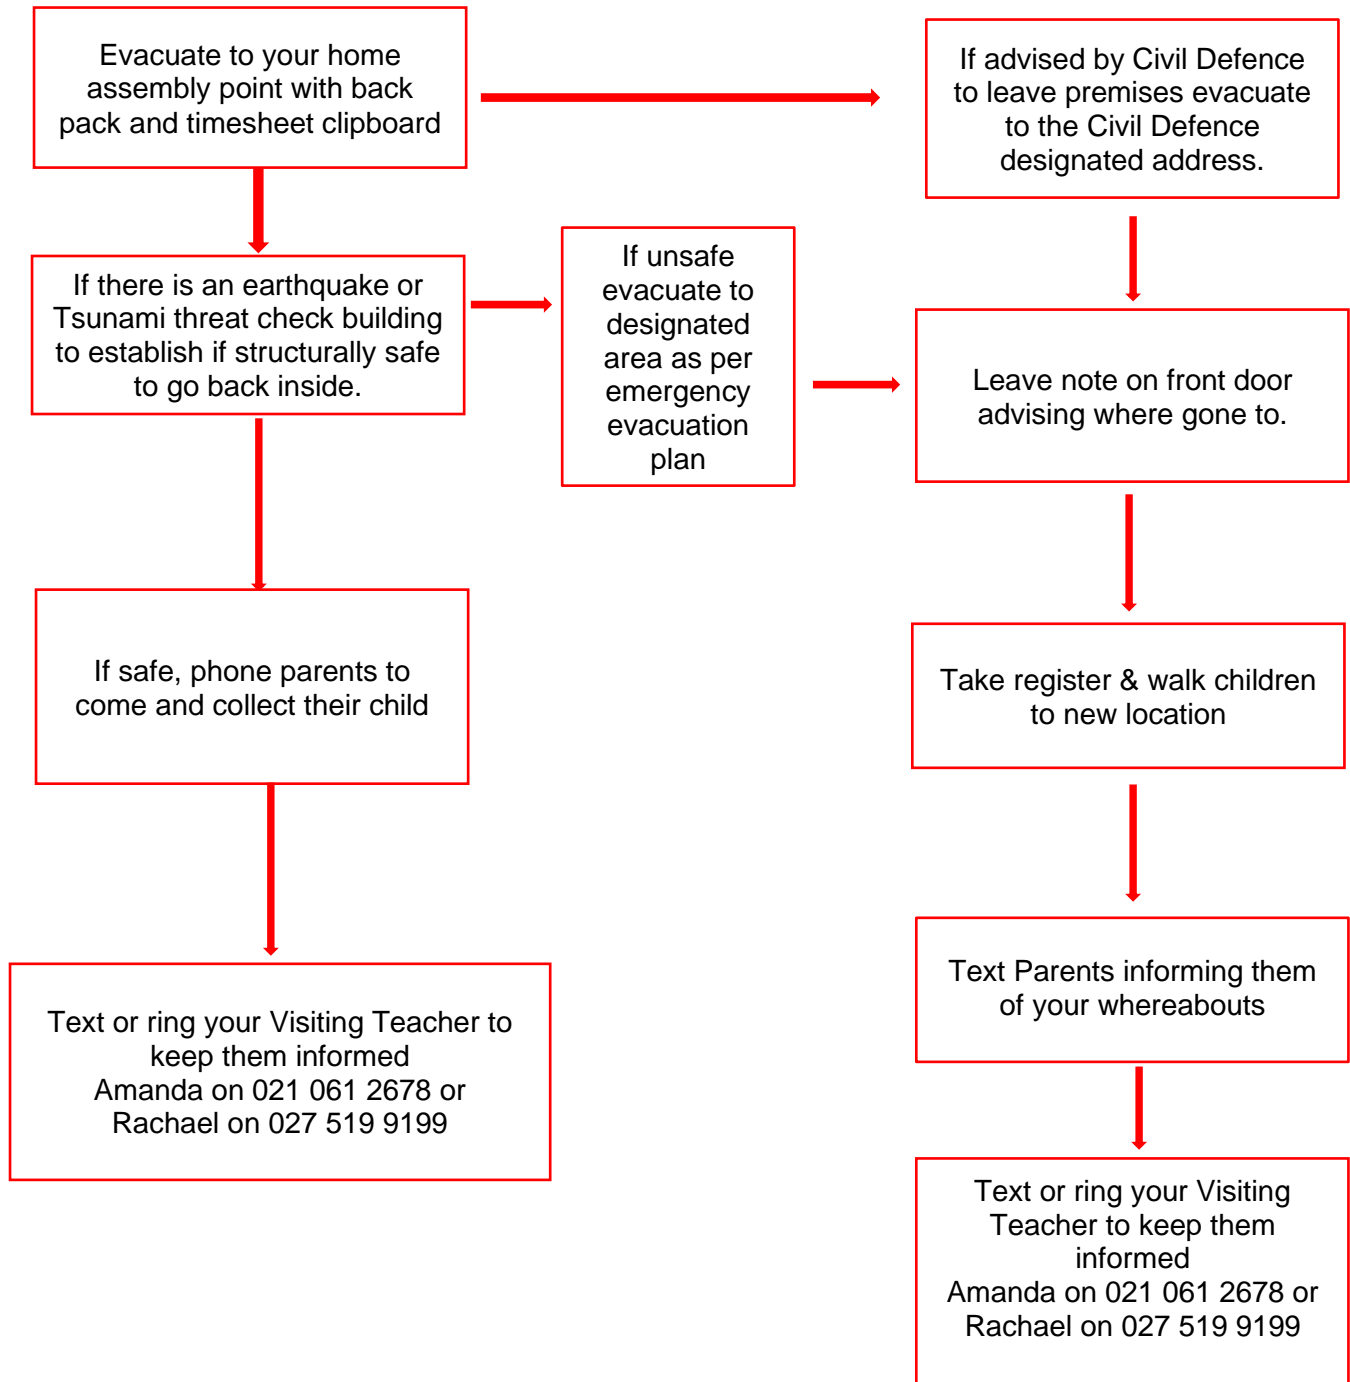 Evacuate to your home
assembly point with back
pack and timesheet clipboard
If advised by Civil Defence
to leave premises evacuate
to the Civil Defence
designated address.
If there is an earthquake or
Tsunami threat check building
to establish if structurally safe
to go back inside.
If unsafe
evacuate to
designated
area as per
emergency
evacuation
plan
Leave note on front door
advising where gone to.
If safe, phone parents to
come and collect their child
Take register & walk children
to new location
Text or ring your Visiting Teacher to
keep them informed
Amanda on 021 061 2678 or
Rachael on 027 519 9199
Text Parents informing them
of your whereabouts
Text or ring your Visiting
Teacher to keep them
informed
Amanda on 021 061 2678 or
Rachael on 027 519 9199